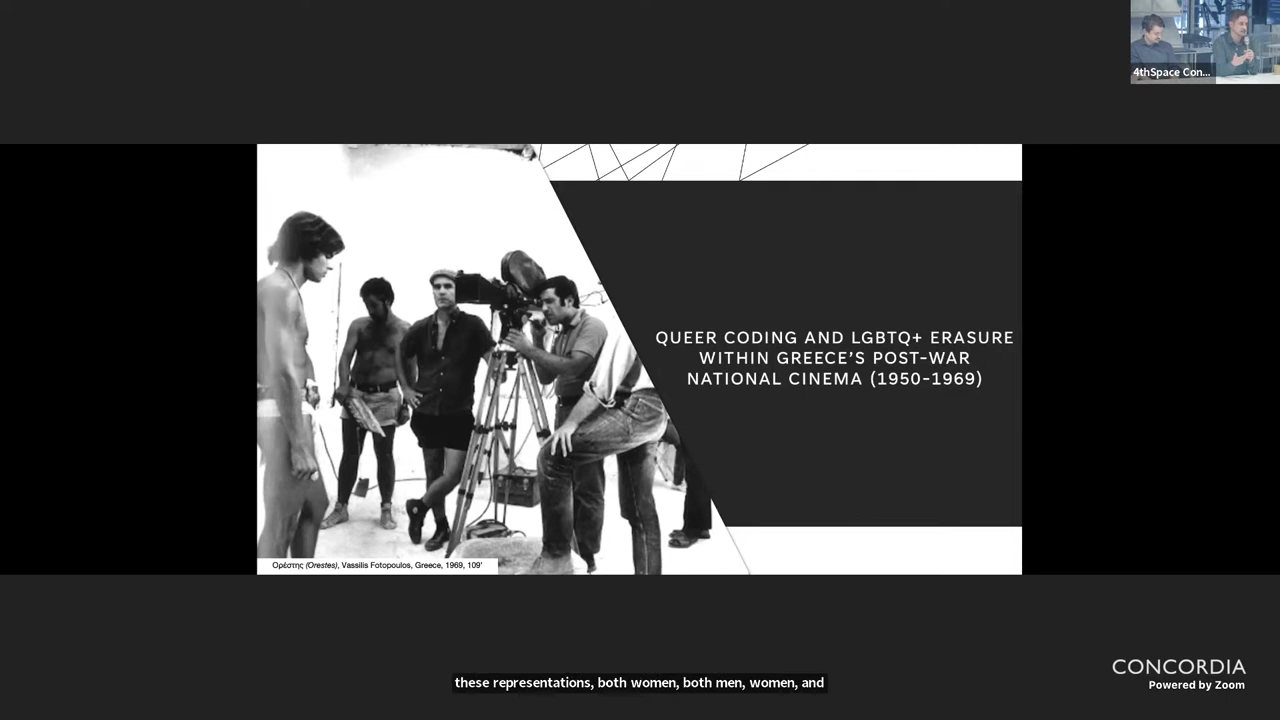 4thSpace Con...
QUEER CODING AND LGBTQ+ ERASURE
WITHIN GREECE'S POST-WAR
NATIONAL CINEMA (1950-1969)
Ορέστης (Orestes), Vassilis Fotopoulos, Greece, 1969, 109'
these representations, both women, both men, women, and
CONCORDIA
Powered by Zoom